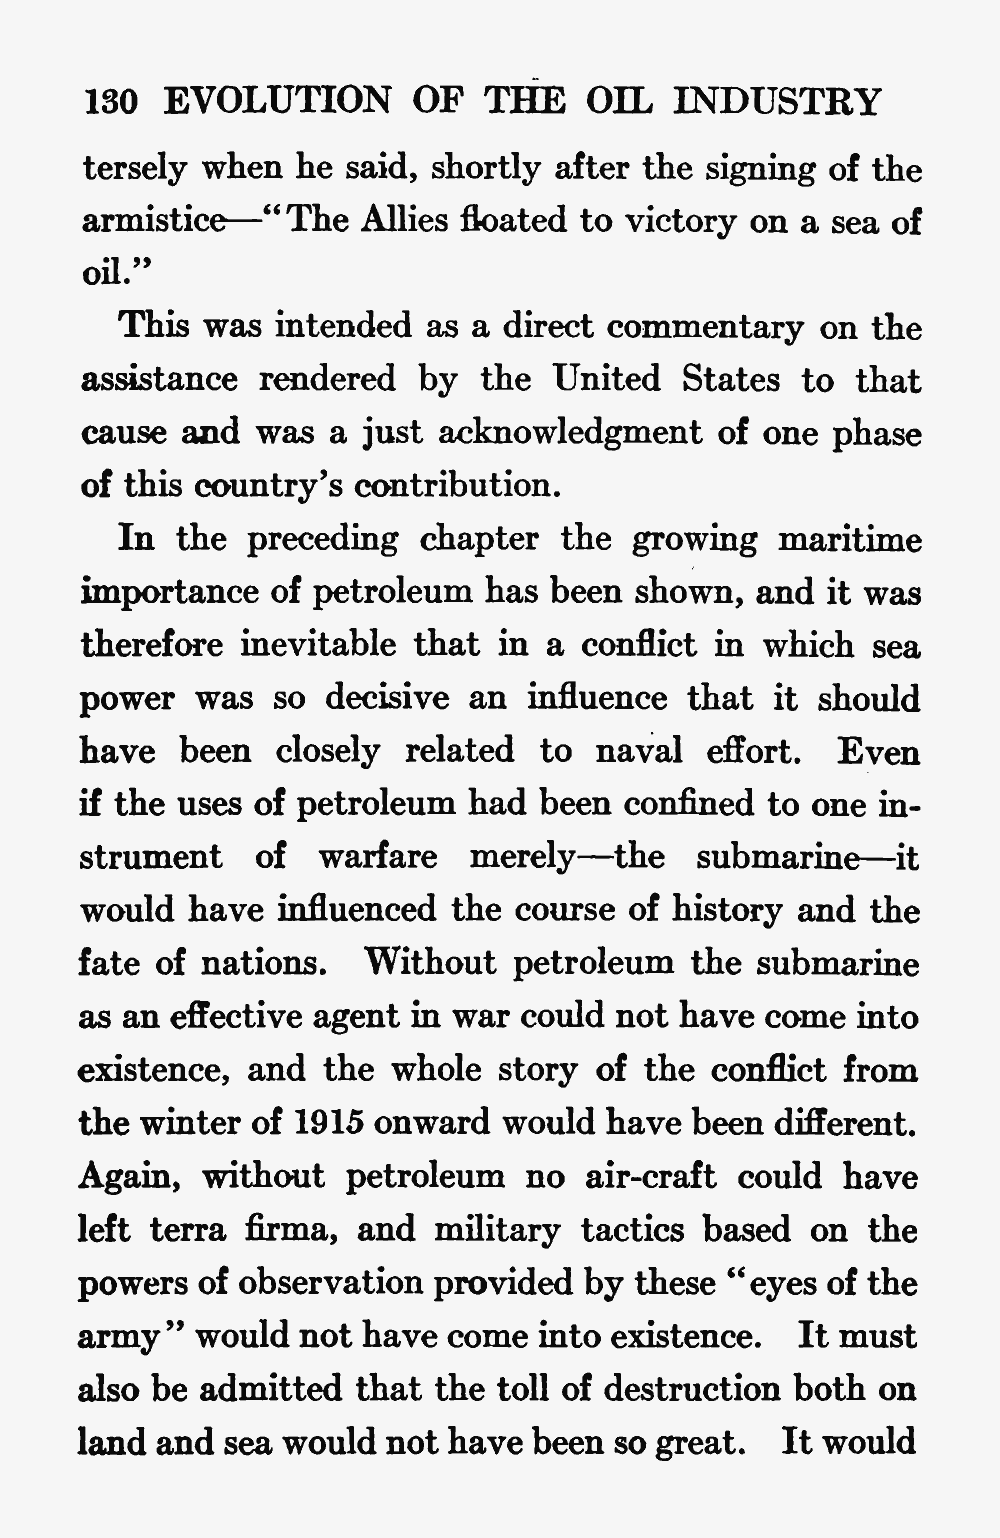 130 EVOLUTION OF THE OIL INDUSTRY
tersely when he said, shortly after the signing of the
armistice—“The Allies floated to victory on a sea of
oil.”
This was intended as a direct commentary on the
assistance rendered by the United States to that
cause and was a just acknowledgment of one phase
of this country’s contribution.
In the preceding chapter the growing maritime
importance of petroleum has been shown, and it was
therefore inevitable that in a conflict in which sea
power was so decisive an influence that it should
have been closely related to naval effort. Even
if the uses of petroleum had been confined to one in-
strument of warfare merely—the submarine—it
would have influenced the course of history and the
fate of nations. Without petroleum the submarine
as an effective agent in war could not have come into
existence, and the whole story of the conflict from
the winter of 1915 onward would have been different.
Again, without petroleum no air-craft could have
left terra firma, and military tactics based on the
powers of observation provided by these “eyes of the
army” would not have come into existence. It must
also be admitted that the toll of destruction both on
land and sea would not have been so great. It would